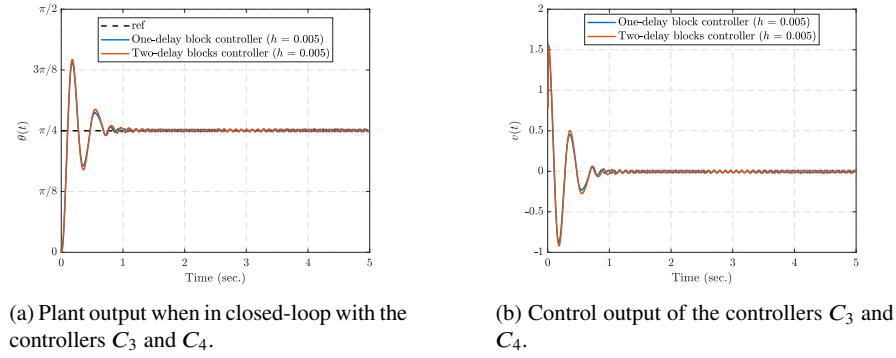 π/2
3π/8
π/4
π/8
0
θ(t)
ref
One-delay block controller (h = 0.005)
Two-delay blocks controller (h = 0.005)
0 1 2 3 4 5
Time (sec.)
(a) Plant output when in closed-loop with the
controllers C₃ and C₄.
2
1.5
1
0.5
0
-0.5
-1
v(t)
One-delay block controller (h = 0.005)
Two-delay blocks controller (h = 0.005)
0 1 2 3 4 5
Time (sec.)
(b) Control output of the controllers C₃ and
C₄.